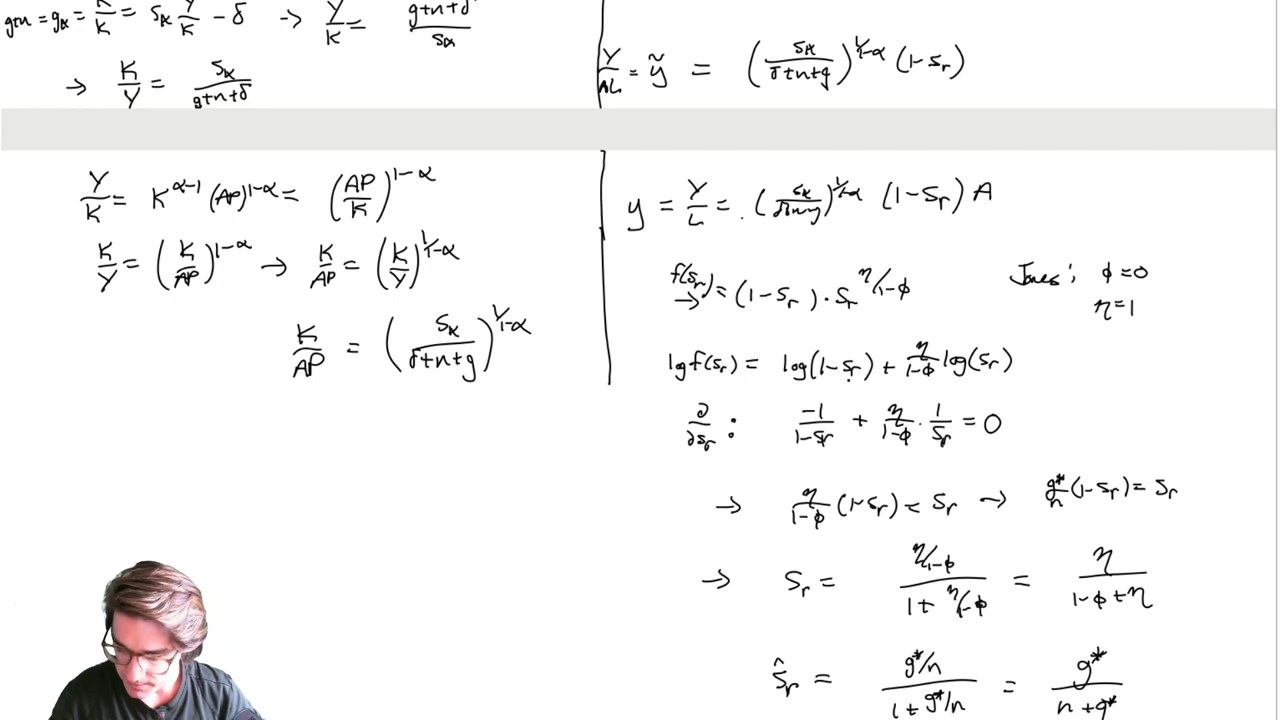 g+n = g_K = K̇/K = s_K Y/K − δ → Y/K = (g+n+δ)/s_K
→ K/Y = s_K/(g+n+δ)
Y/K = K^(α−1) (AP)^(1−α) = (AP/K)^(1−α)
K/Y = (K/AP)^(1−α) → K/AP = (K/Y)^(1/1−α)
K/AP = (s_K/(δ+n+g))^(1/1−α)
Y/AL = ỹ = (s_K/(δ+n+g))^(1/1−α) (1−s_r)
y = Y/L = (s_K/(δ+n+g))^(1/1−α) (1−s_r) A
f(s_r) → = (1−s_r) · s_r^(η/1−φ)
Jones: φ=0
η=1
log f(s_r) = log(1−s_r) + η/(1−φ) log(s_r)
∂/∂s_r : −1/(1−s_r) + η/(1−φ) · 1/s_r = 0
→ η/(1−φ) (1−s_r) = s_r → g*/n (1−s_r) = s_r
→ s_r = (η/1−φ)/(1 + η/1−φ) = η/(1−φ+η)
ŝ_r = (g*/n)/(1+g*/n) = g*/(n+g*)